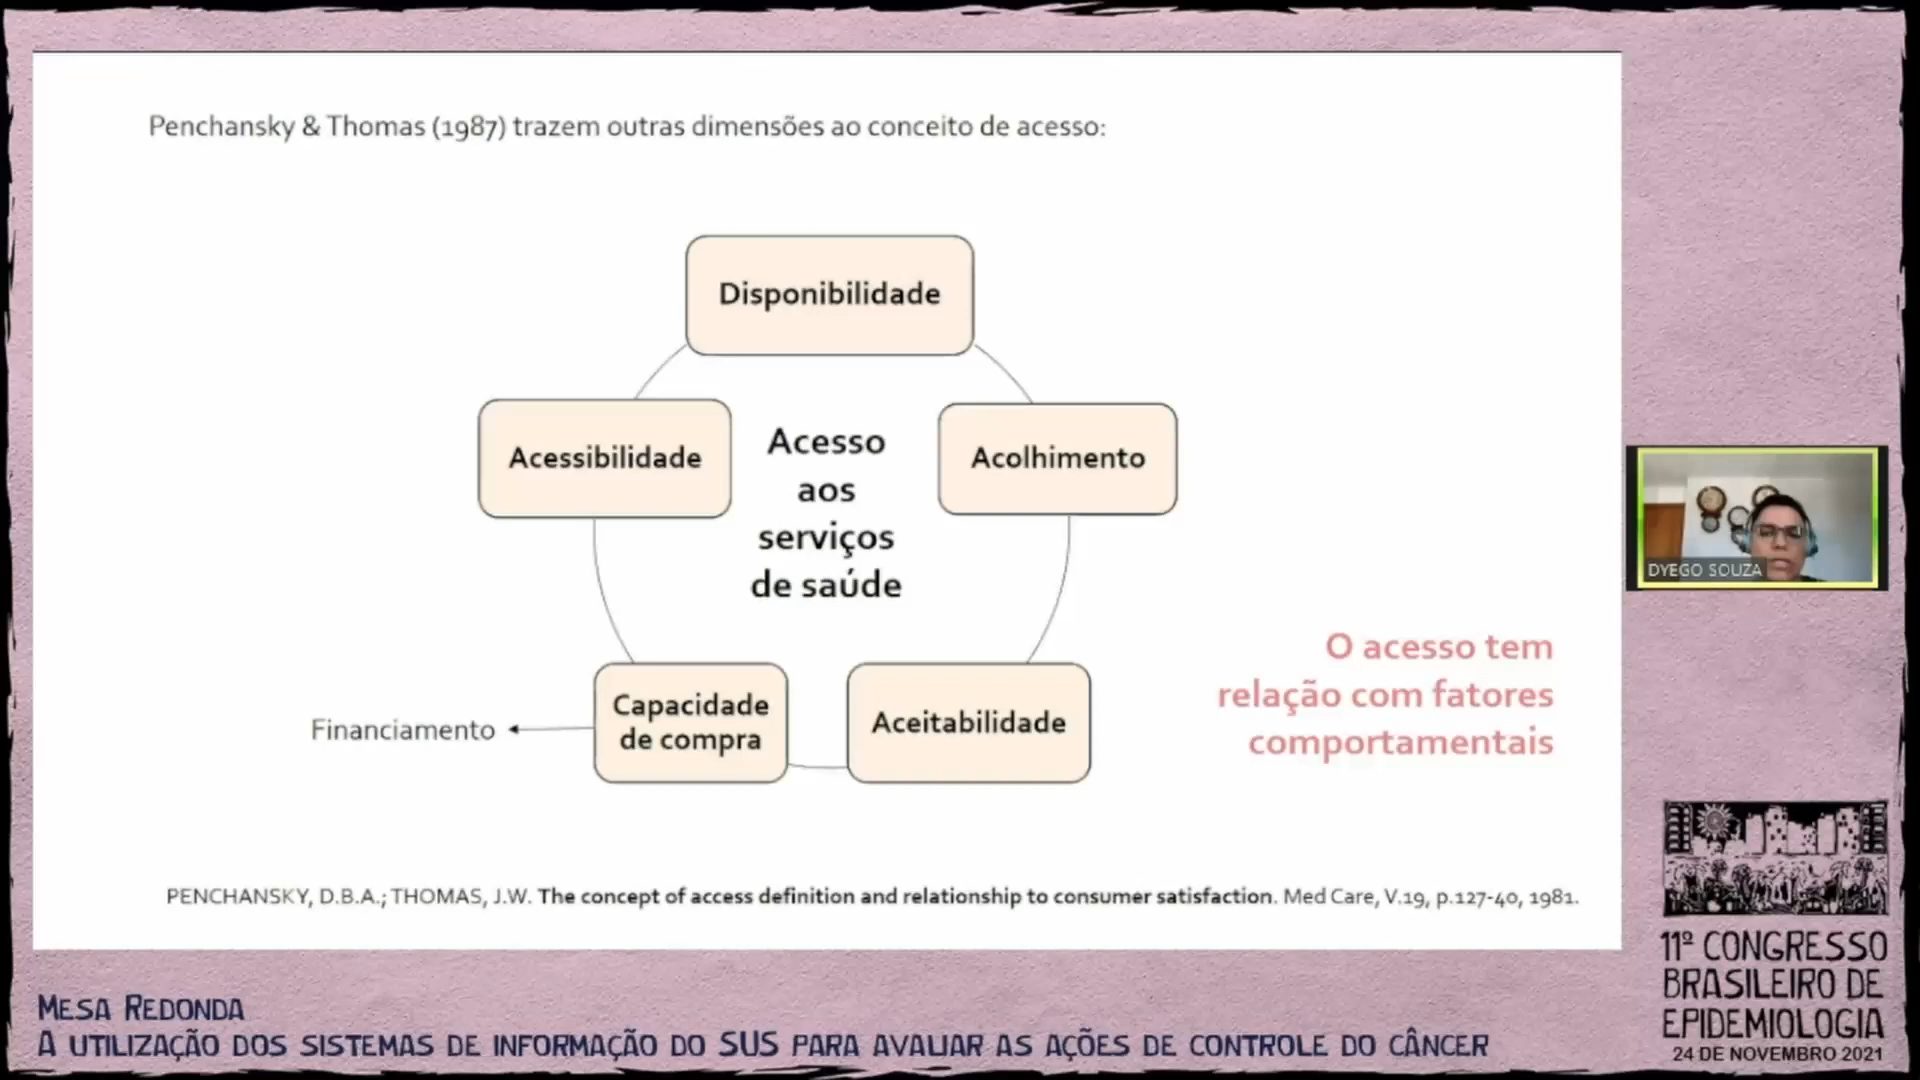 Penchansky & Thomas (1987) trazem outras dimensões ao conceito de acesso:
Disponibilidade
Acessibilidade
Acesso
aos
serviços
de saúde
Acolhimento
Capacidade
de compra
Aceitabilidade
Financiamento
O acesso tem
relação com fatores
comportamentais
PENCHANSKY, D.B.A.; THOMAS, J.W. The concept of access definition and relationship to consumer satisfaction. Med Care, V.19, p.127-40, 1981.
DYEGO SOUZA
MESA REDONDA
A UTILIZAÇÃO DOS SISTEMAS DE INFORMAÇÃO DO SUS PARA AVALIAR AS AÇÕES DE CONTROLE DO CÂNCER
11º CONGRESSO
BRASILEIRO DE
EPIDEMIOLOGIA
24 DE NOVEMBRO 2021